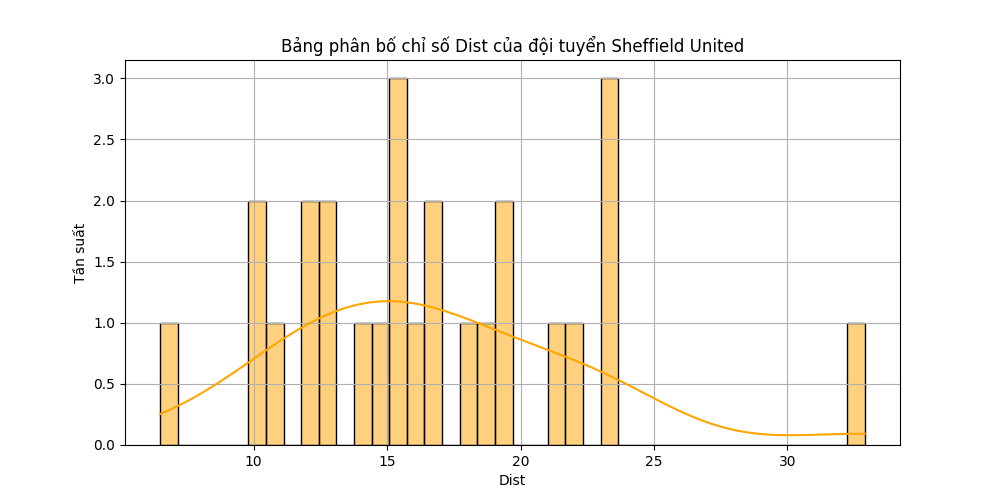 Bảng phân bố chỉ số Dist của đội tuyển Sheffield United
3.0
2.5
2.0
1.5
1.0
0.5
0.0
Tần suất
10 15 20 25 30
Dist